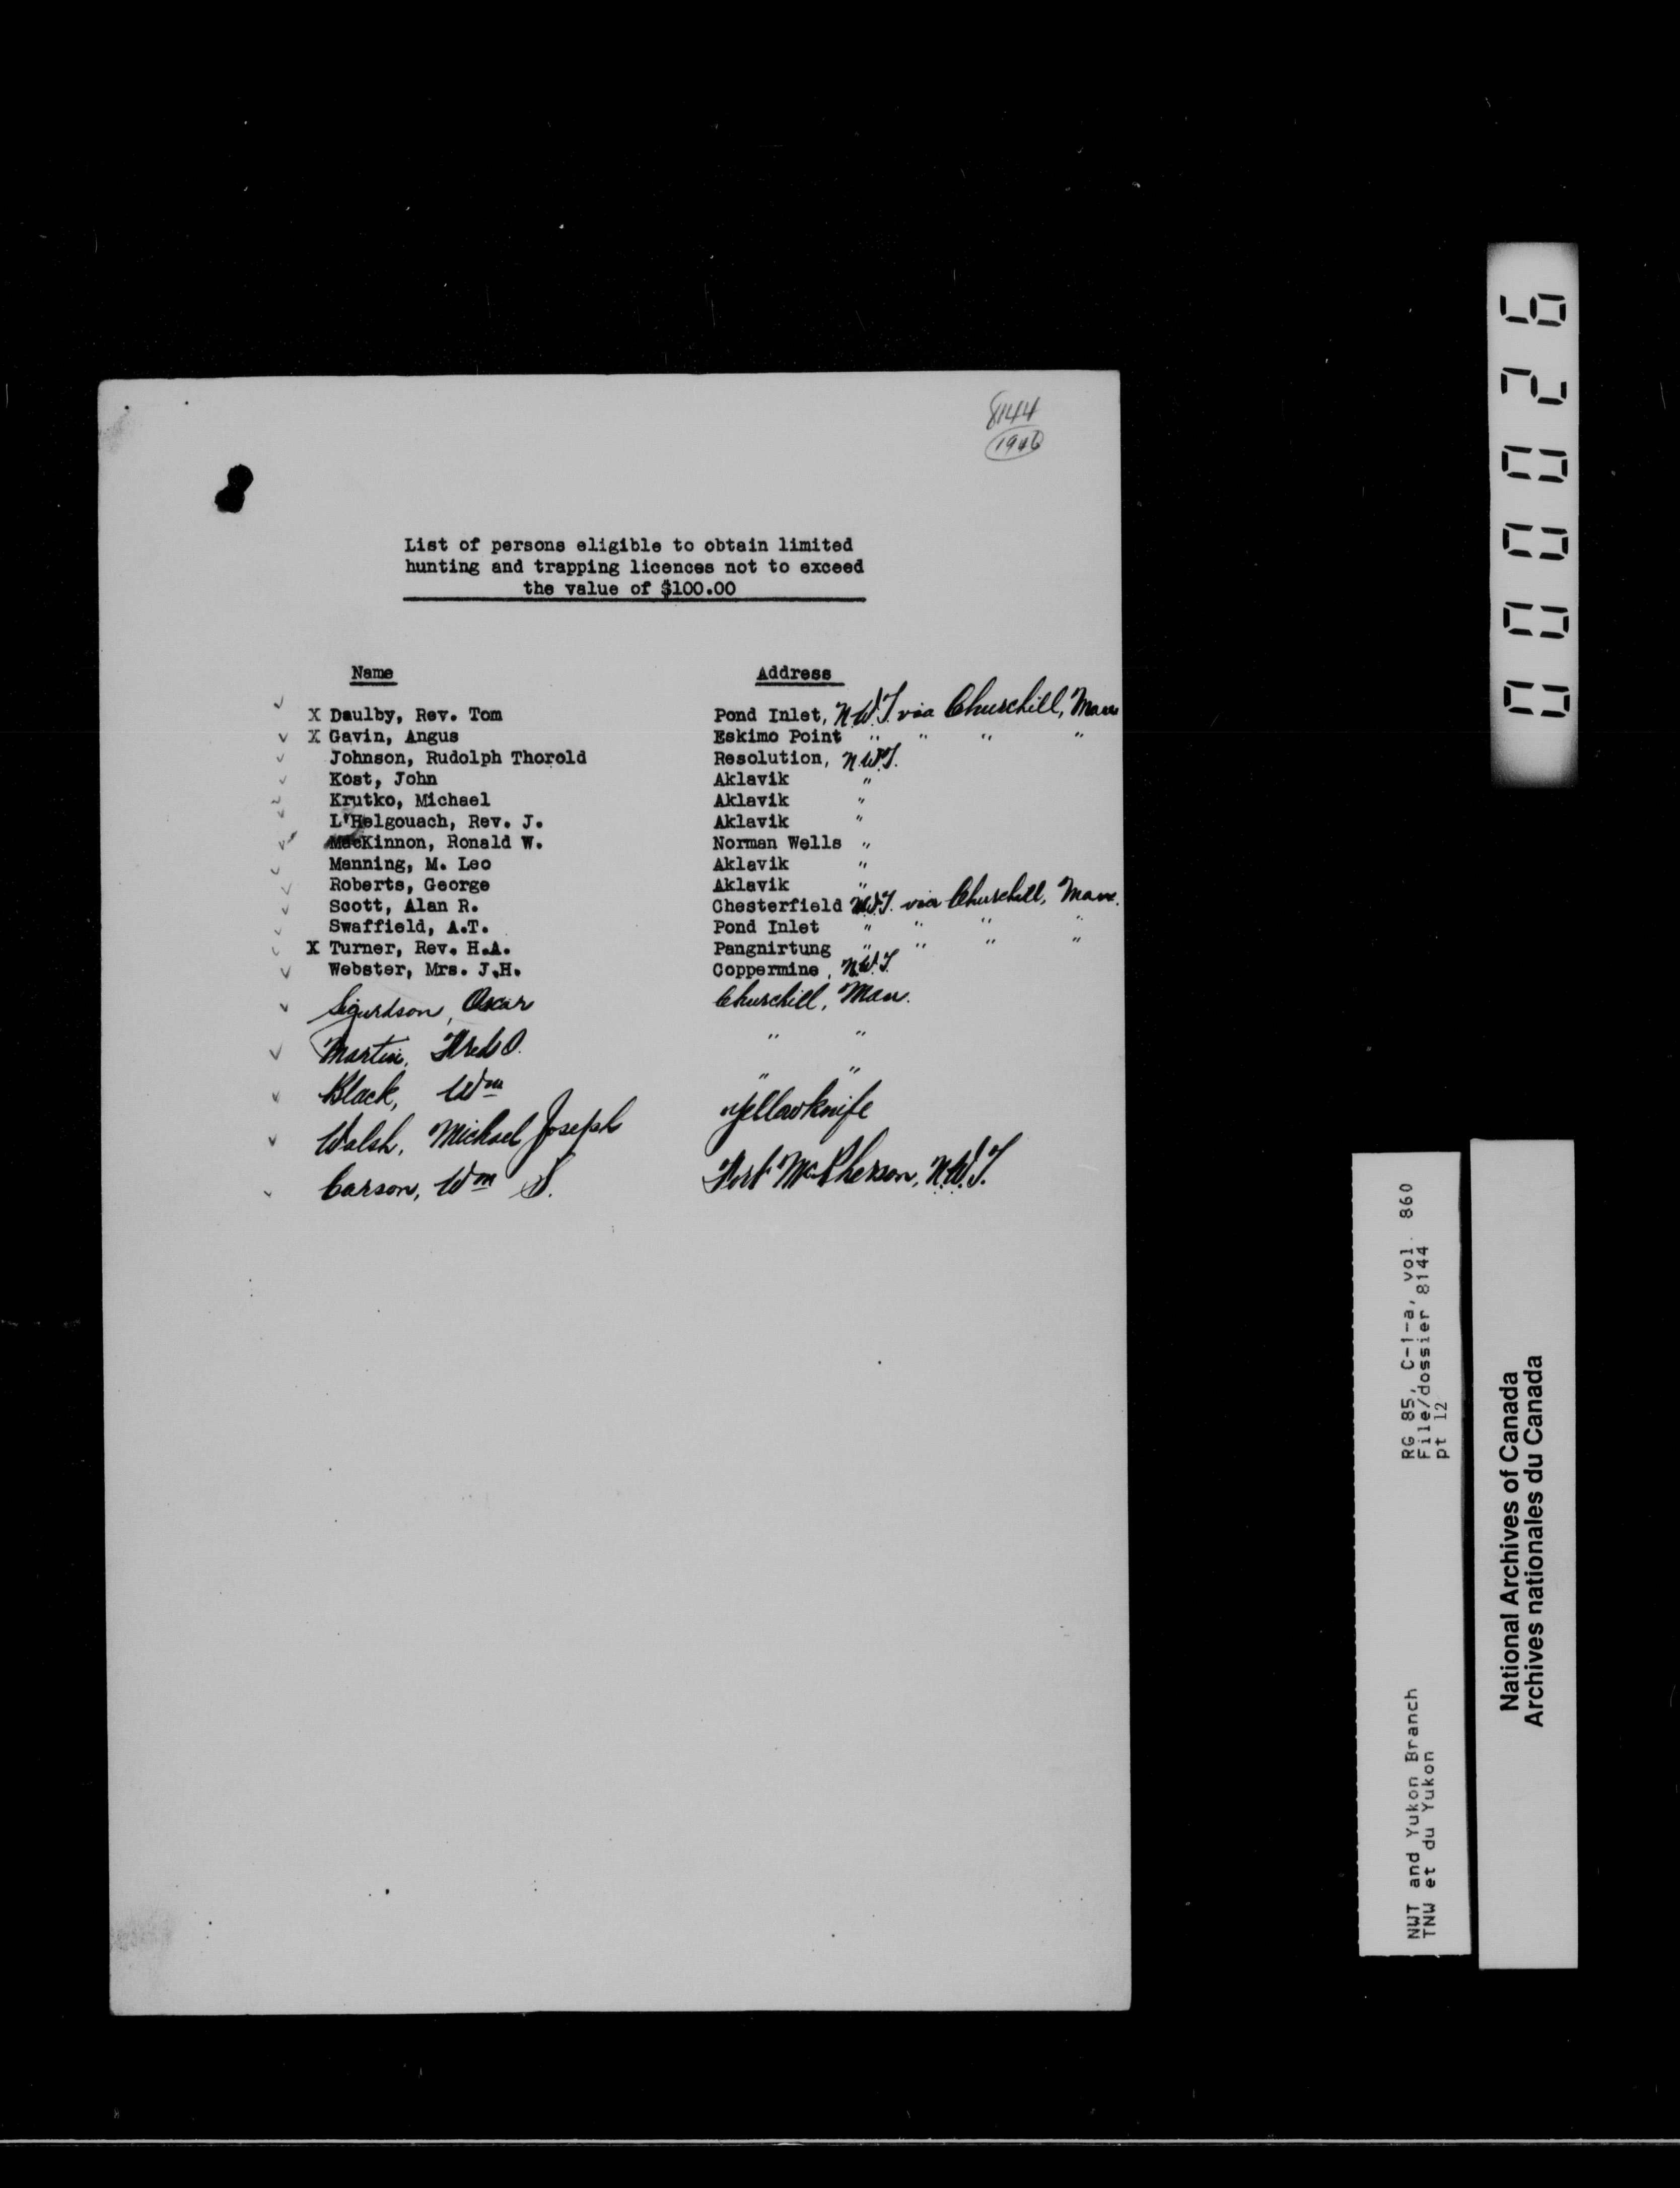 8144
1946
List of persons eligible to obtain limited
hunting and trapping licences not to exceed
the value of $100.00
Name Address
X Daulby, Rev. Tom Pond Inlet, N.W.T. via Churchill, Man
X Gavin, Angus Eskimo Point " " " "
Johnson, Rudolph Thorold Resolution, N.W.T.
Kost, John Aklavik "
Krutko, Michael Aklavik "
L'Helgouach, Rev. J. Aklavik "
MacKinnon, Ronald W. Norman Wells "
Manning, M. Leo Aklavik "
Roberts, George Aklavik "
Scott, Alan R. Chesterfield N.W.T. via Churchill, Man.
Swaffield, A.T. Pond Inlet " " " "
X Turner, Rev. H.A. Pangnirtung " " " "
Webster, Mrs. J.H. Coppermine, N.W.T.
Sigurdson, Oscar Churchill, Man.
Martin, Fred O. " "
Black, Wm " "
Walsh, Michael Joseph Yellowknife
Carson, Wm S. Fort McPherson, N.W.T.
000026
RG 85, C-1-a, vol. 860
File/dossier 8144
pt 12
NWT and Yukon Branch
TNW et du Yukon
National Archives of Canada
Archives nationales du Canada